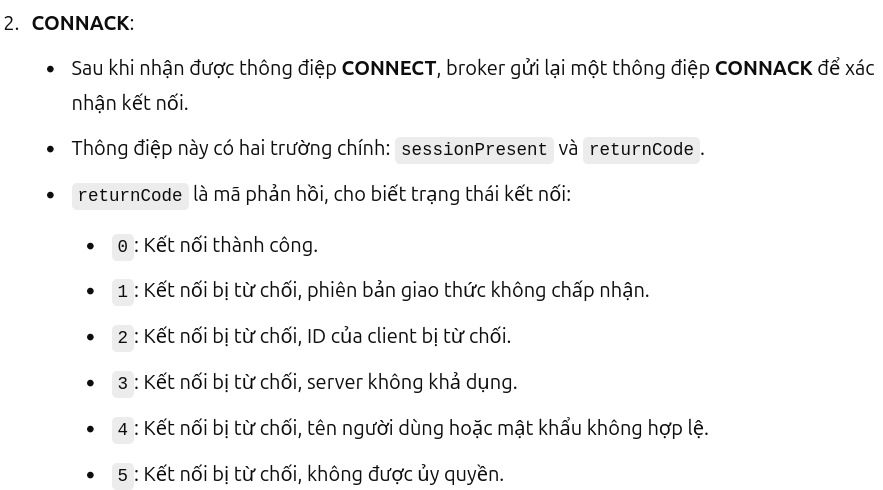 2. CONNACK:
• Sau khi nhận được thông điệp CONNECT, broker gửi lại một thông điệp CONNACK để xác
nhận kết nối.
• Thông điệp này có hai trường chính: sessionPresent và returnCode.
• returnCode là mã phản hồi, cho biết trạng thái kết nối:
• 0: Kết nối thành công.
• 1: Kết nối bị từ chối, phiên bản giao thức không chấp nhận.
• 2: Kết nối bị từ chối, ID của client bị từ chối.
• 3: Kết nối bị từ chối, server không khả dụng.
• 4: Kết nối bị từ chối, tên người dùng hoặc mật khẩu không hợp lệ.
• 5: Kết nối bị từ chối, không được ủy quyền.